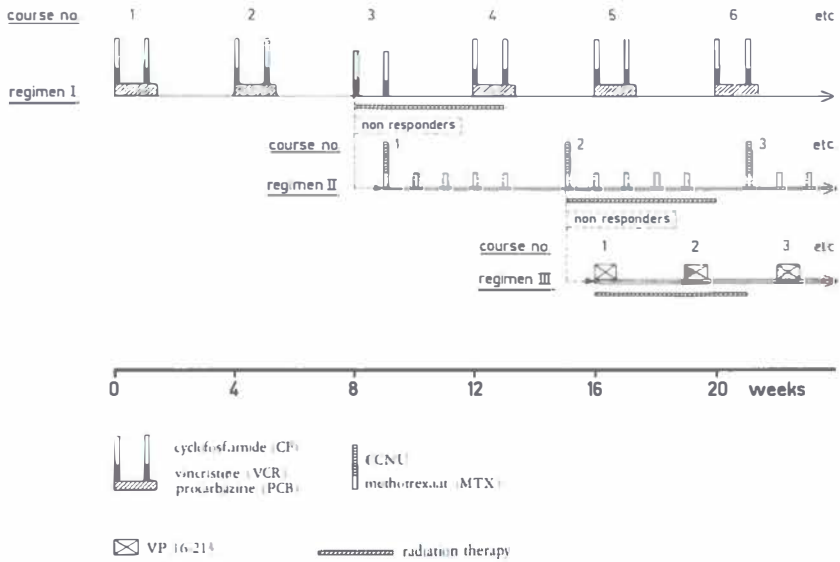 course no. 1 2 3 4 5 6 etc
regimen I
non responders
course no 1 2 3 etc
regimen II
non responders
course no 1 2 3 etc
regimen III
0 4 8 12 16 20 weeks
cyclofosfamide (CF)
vincristine (VCR)
procarbazine (PCB)
CCNU
methotrexaat (MTX)
VP 16-213
radiation therapy